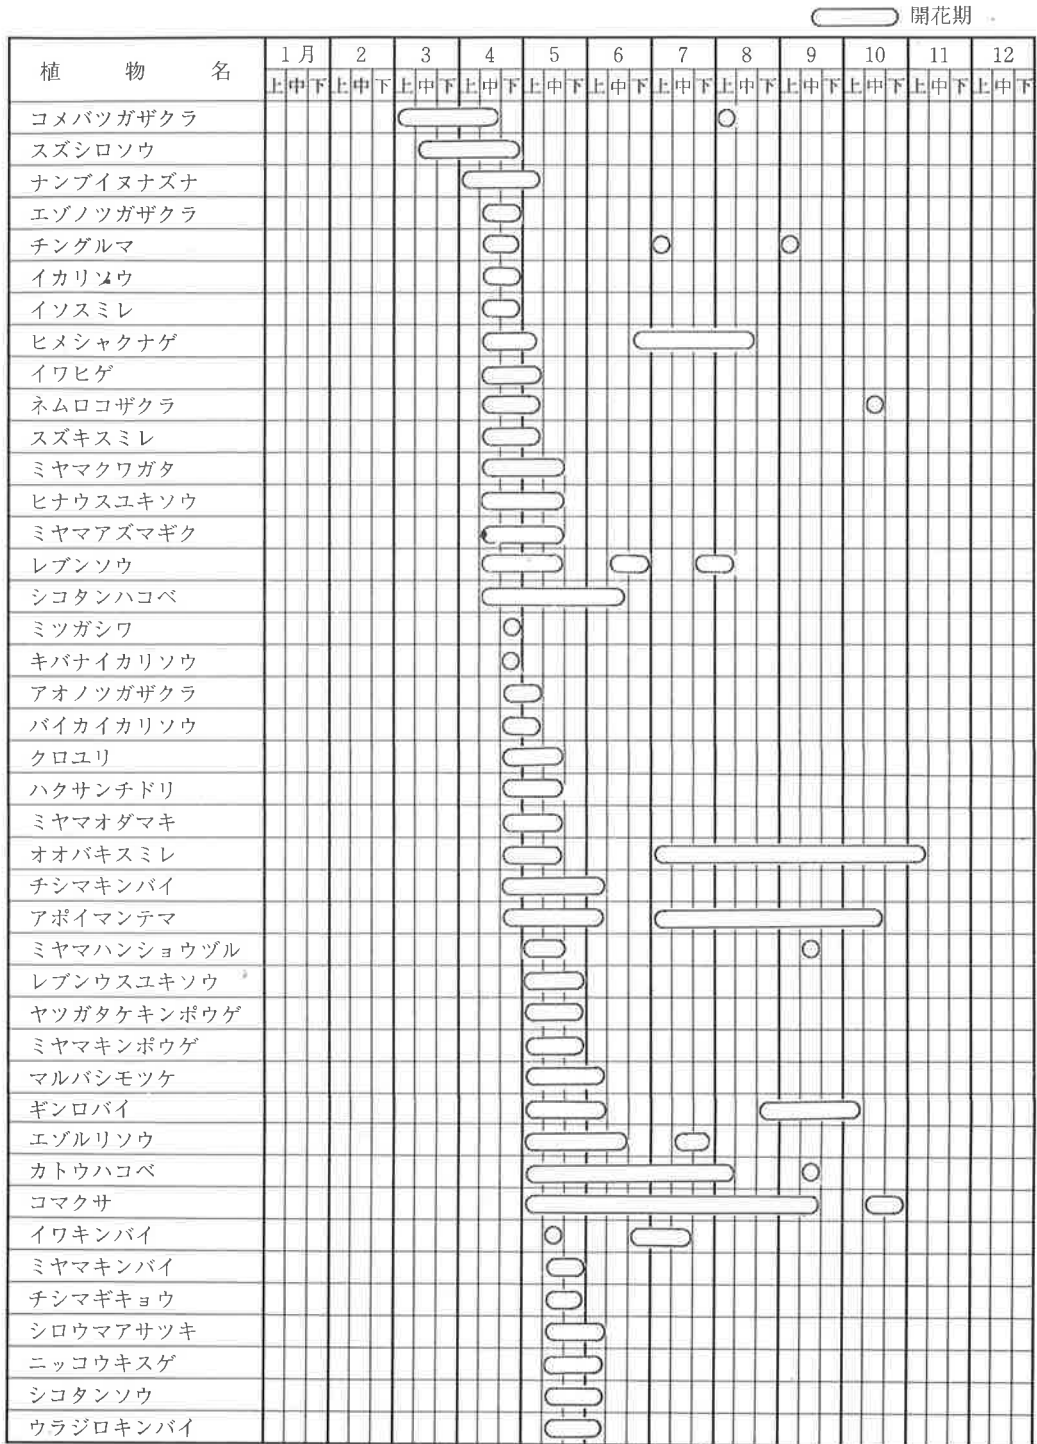 開花期
植物名 1月 2 3 4 5 6 7 8 9 10 11 12
上中下 上中下 上中下 上中下 上中下 上中下 上中下 上中下 上中下 上中下 上中下 上中下
コメバツガザクラ
スズシロソウ
ナンブイヌナズナ
エゾノツガザクラ
チングルマ
イカリソウ
イソスミレ
ヒメシャクナゲ
イワヒゲ
ネムロコザクラ
スズキスミレ
ミヤマクワガタ
ヒナウスユキソウ
ミヤマアズマギク
レブンソウ
シコタンハコベ
ミツガシワ
キバナイカリソウ
アオノツガザクラ
バイカイカリソウ
クロユリ
ハクサンチドリ
ミヤマオダマキ
オオバキスミレ
チシマキンバイ
アポイマンテマ
ミヤマハンショウヅル
レブンウスユキソウ
ヤツガタケキンポウゲ
ミヤマキンポウゲ
マルバシモツケ
ギンロバイ
エゾルリソウ
カトウハコベ
コマクサ
イワキンバイ
ミヤマキンバイ
チシマギキョウ
シロウマアサツキ
ニッコウキスゲ
シコタンソウ
ウラジロキンバイ